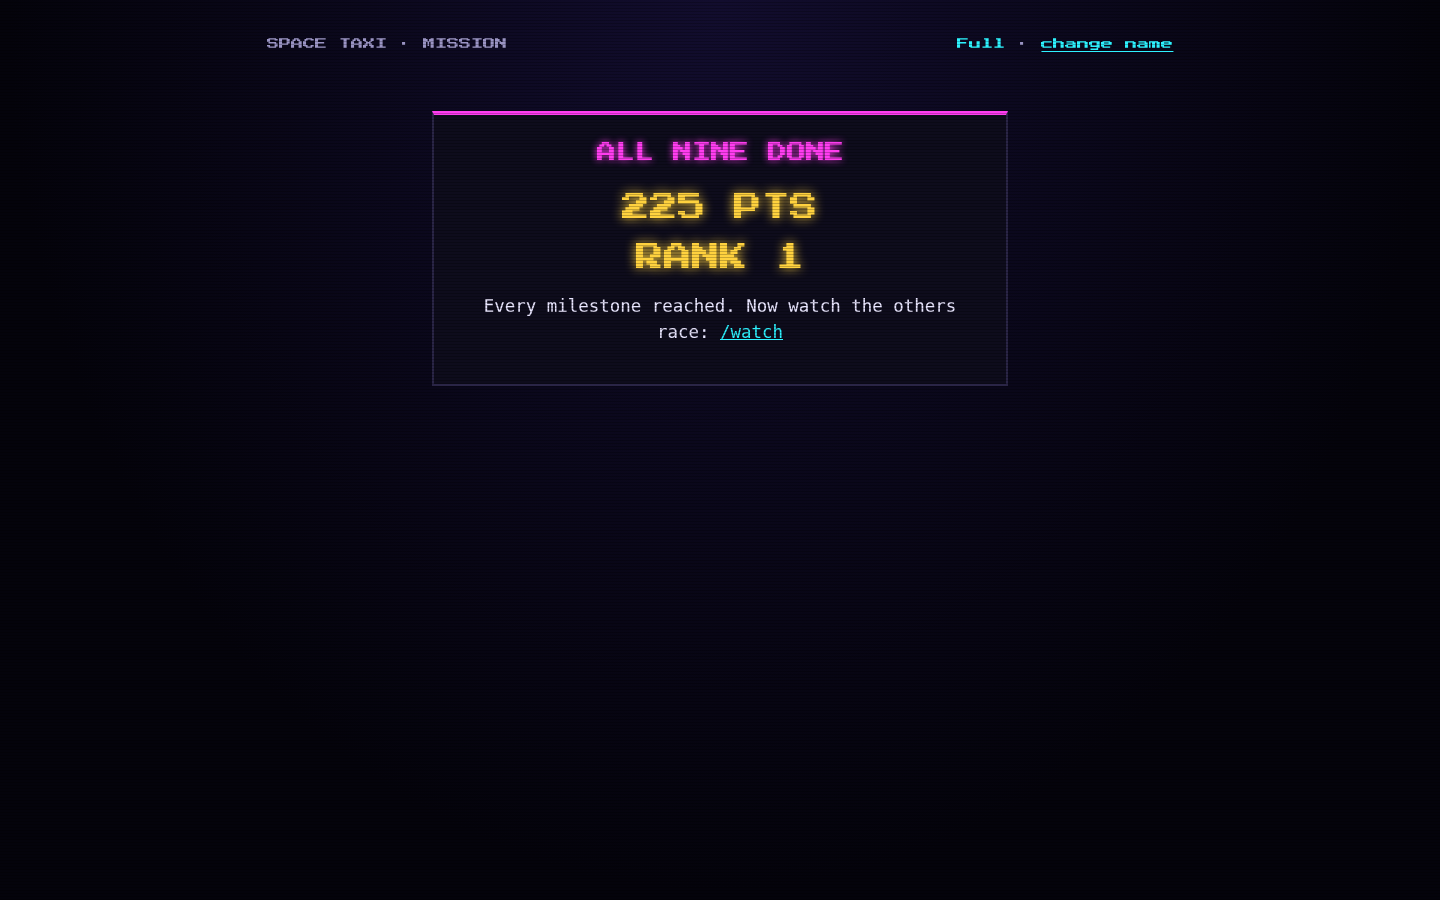 SPACE TAXI · MISSION
Full · change name
ALL NINE DONE
225 PTS
RANK 1
Every milestone reached. Now watch the others
race: /watch